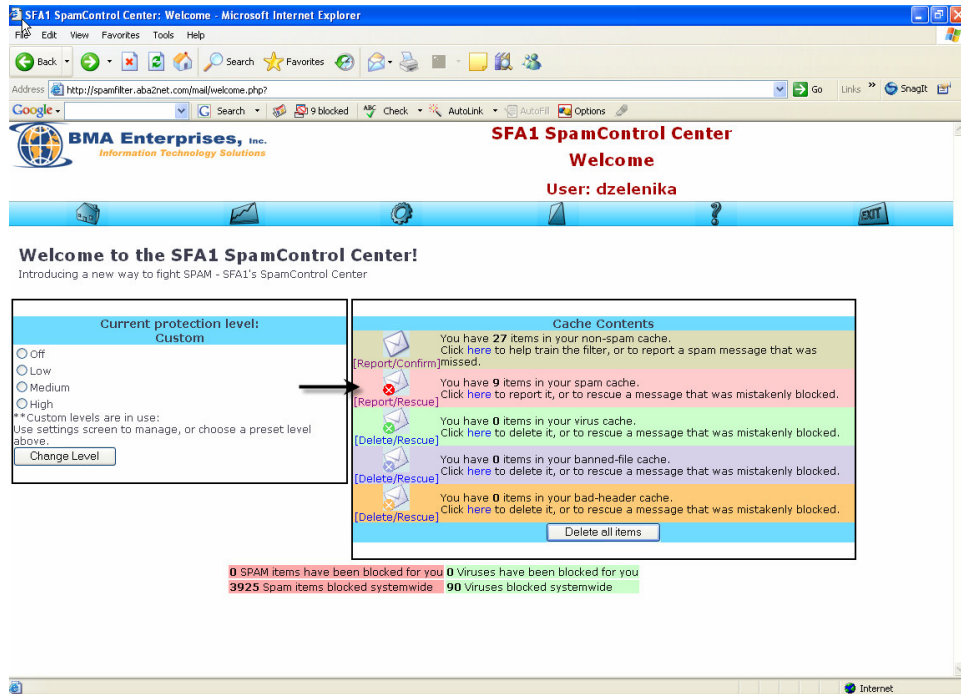 SFA1 SpamControl Center: Welcome - Microsoft Internet Explorer
File Edit View Favorites Tools Help
Back Search Favorites
Address http://spamfilter.aba2net.com/mail/welcome.php? Go Links » SnagIt
Google Search 9 blocked Check AutoLink AutoFill Options
BMA Enterprises, Inc.
Information Technology Solutions
SFA1 SpamControl Center
Welcome
User: dzelenika
EXIT
Welcome to the SFA1 SpamControl Center!
Introducing a new way to fight SPAM - SFA1's SpamControl Center
Current protection level:
Custom
Off
Low
Medium
High
**Custom levels are in use:
Use settings screen to manage, or choose a preset level
above.
Change Level
Cache Contents
You have 27 items in your non-spam cache.
Click here to help train the filter, or to report a spam message that was
[Report/Confirm]missed.
You have 9 items in your spam cache.
Click here to report it, or to rescue a message that was mistakenly blocked.
[Report/Rescue]
You have 0 items in your virus cache.
Click here to delete it, or to rescue a message that was mistakenly blocked.
[Delete/Rescue]
You have 0 items in your banned-file cache.
Click here to delete it, or to rescue a message that was mistakenly blocked.
[Delete/Rescue]
You have 0 items in your bad-header cache.
Click here to delete it, or to rescue a message that was mistakenly blocked.
[Delete/Rescue]
Delete all items
0 SPAM items have been blocked for you 0 Viruses have been blocked for you
3925 Spam items blocked systemwide 90 Viruses blocked systemwide
Internet